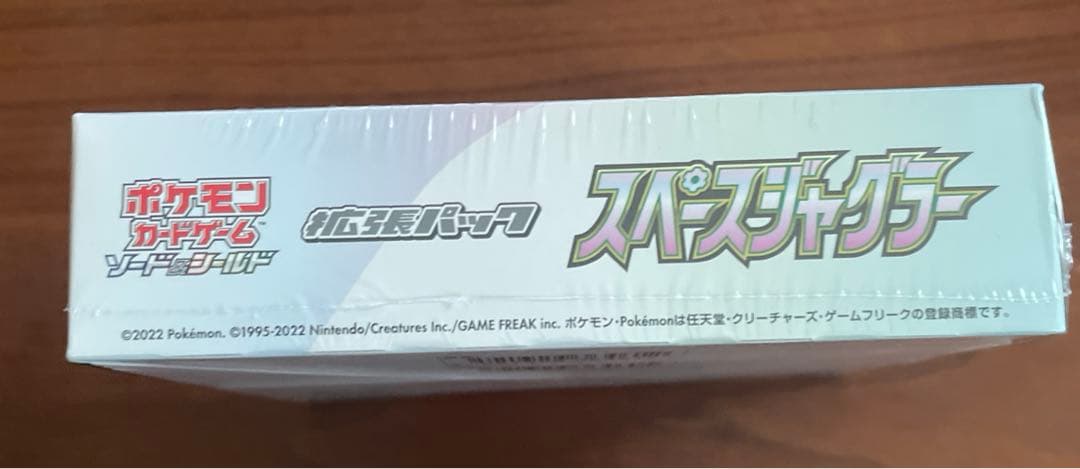 ポケモン
カードゲーム™
ソード&シールド
拡張パック
スペースジャグラー
©2022 Pokémon. ©1995-2022 Nintendo/Creatures Inc./GAME FREAK inc. ポケモン・Pokémonは任天堂・クリーチャーズ・ゲームフリークの登録商標です。